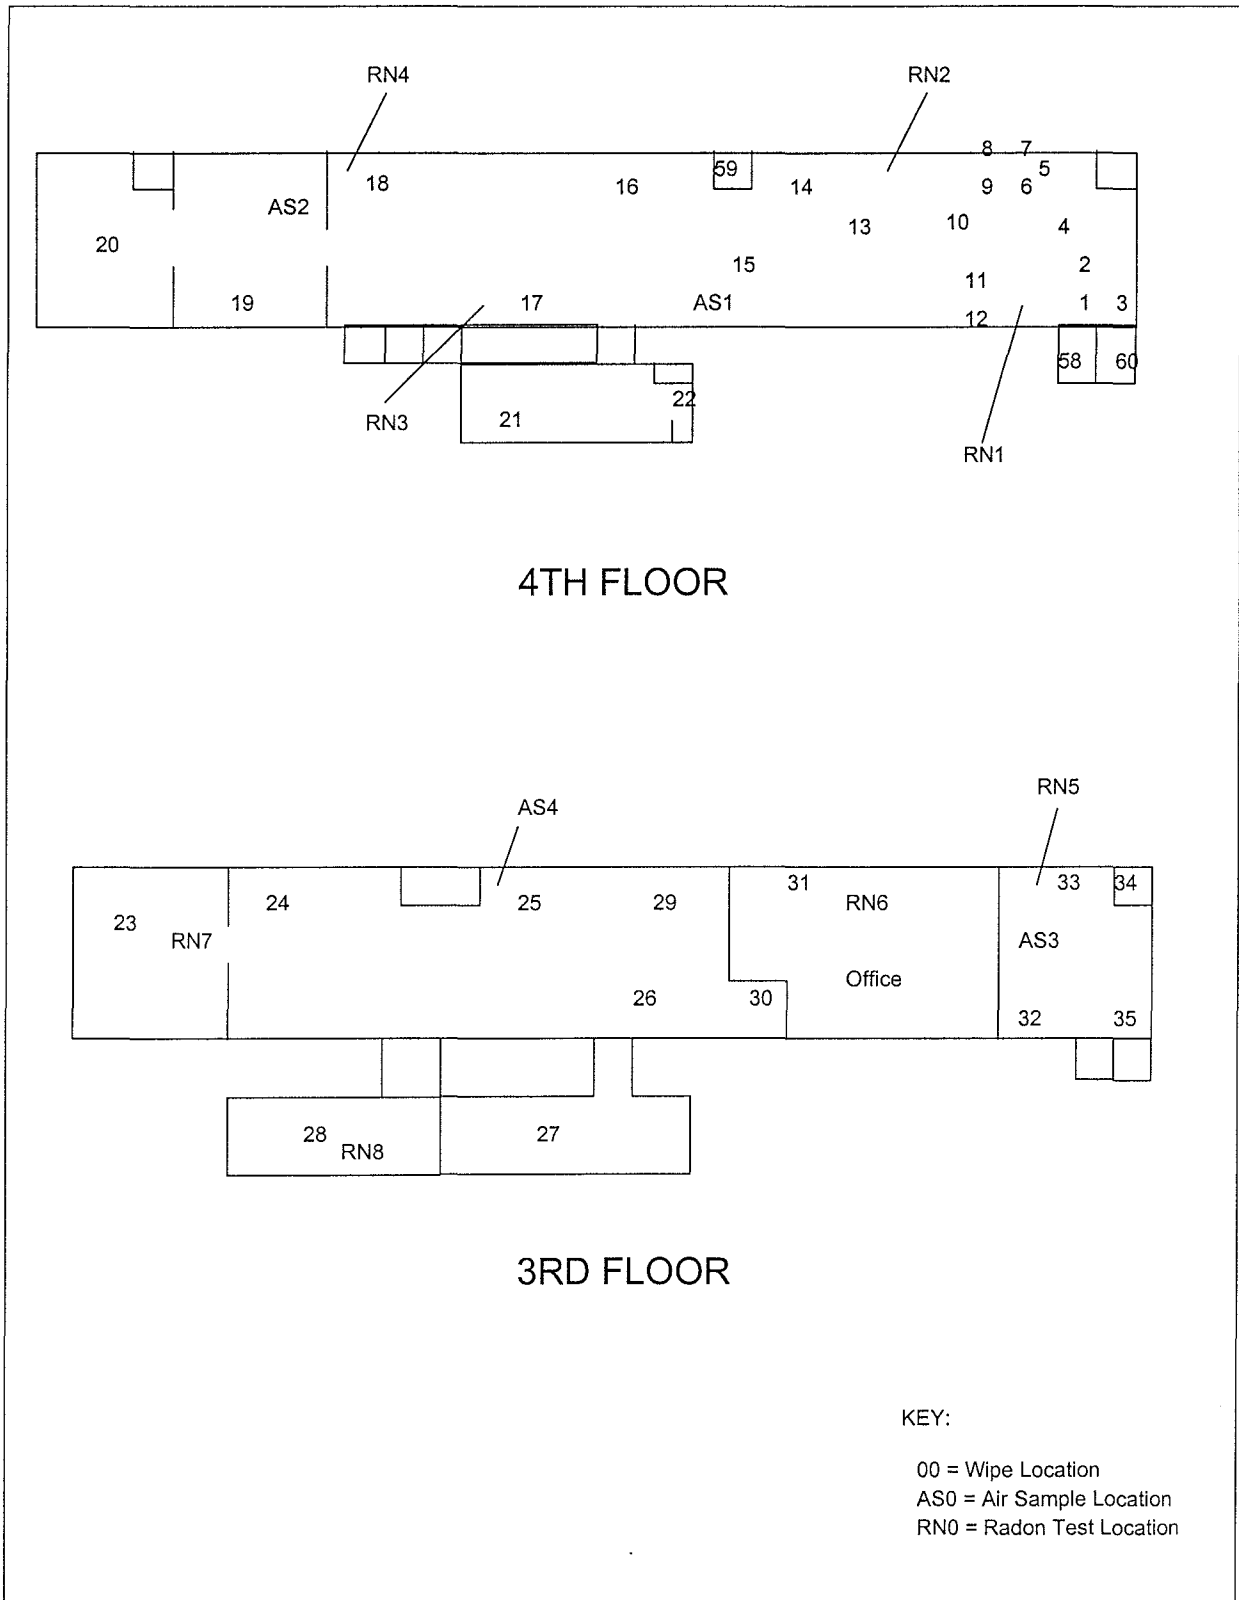 RN4 RN2
8 7
59 5
18 16 14 9 6
AS2
10
13 4
20
15 2
11
19 17 AS1 1 3
12
58 60
22
RN3 21
RN1
4TH FLOOR
RN5
AS4
31 33 34
24 25 29 RN6
23
RN7 AS3
Office
26 30
32 35
28 27
RN8
3RD FLOOR
KEY:
00 = Wipe Location
AS0 = Air Sample Location
RN0 = Radon Test Location